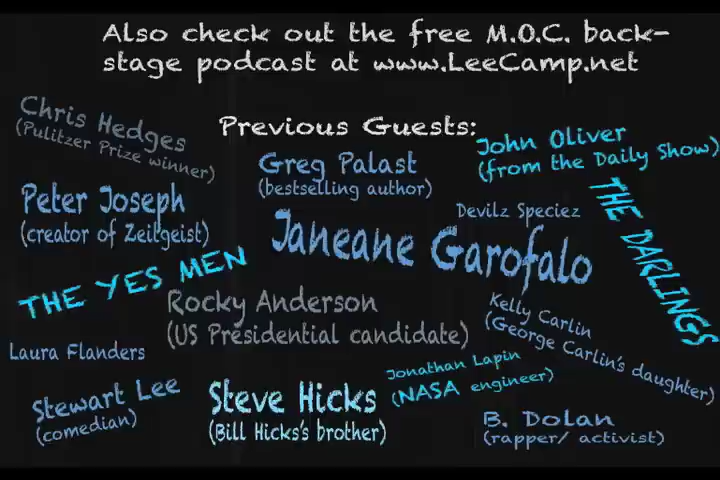 Also check out the free M.O.C. back-
stage podcast at www.LeeCamp.net
Previous Guests:
Chris Hedges
(Pulitzer Prize winner)
Greg Palast
(bestselling author)
John Oliver
(from the Daily Show)
Peter Joseph
(creator of Zeitgeist)
Janeane Garofalo
Devilz Speciez
THE DARLINGS
THE YES MEN
Rocky Anderson
(US Presidential candidate)
Kelly Carlin
(George Carlin's daughter)
Laura Flanders
Jonathan Lapin
(NASA engineer)
Stewart Lee
(comedian)
Steve Hicks
(Bill Hicks's brother)
B. Dolan
(rapper/ activist)